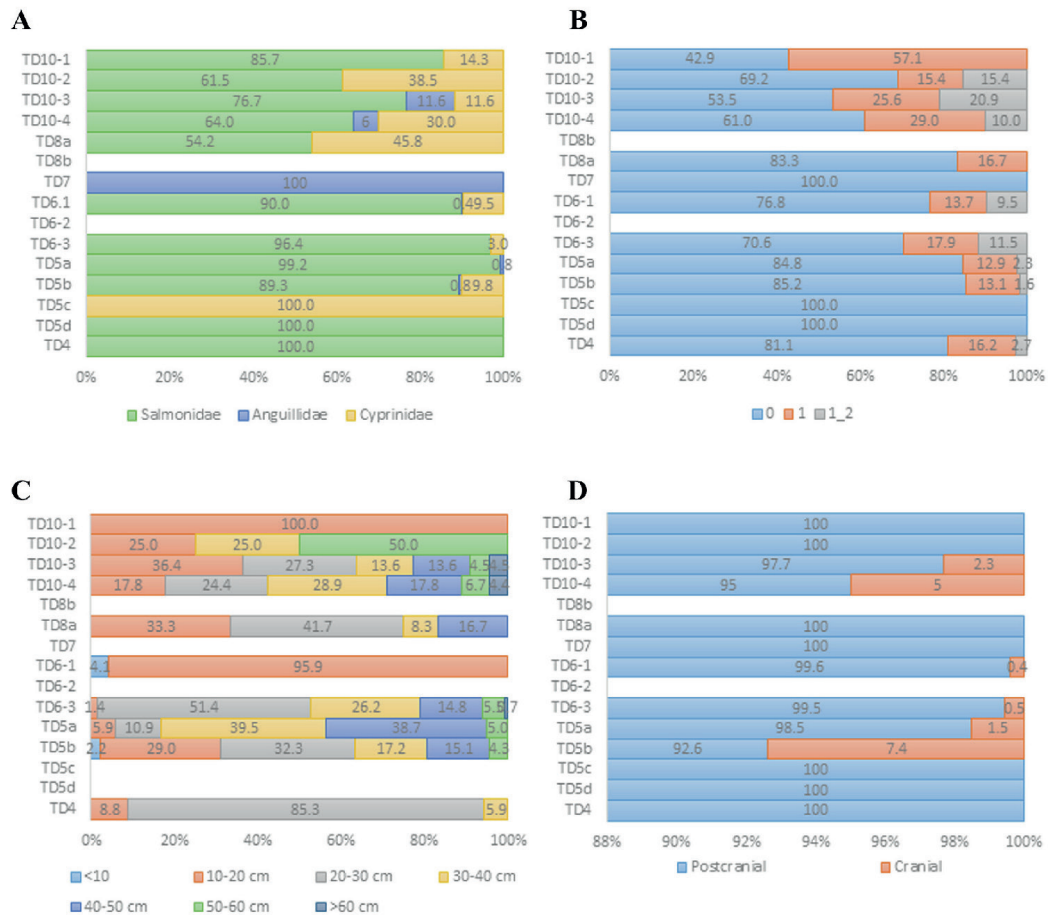 A
TD10-1 85.7 14.3
TD10-2 61.5 38.5
TD10-3 76.7 11.6 11.6
TD10-4 64.0 6 30.0
TD8a 54.2 45.8
TD8b
TD7 100
TD6.1 90.0 0.49.5
TD6-2
TD6-3 96.4 3.0
TD5a 99.2 0.8
TD5b 89.3 0.89.8
TD5c 100.0
TD5d 100.0
TD4 100.0
0% 20% 40% 60% 80% 100%
Salmonidae Anguillidae Cyprinidae
B
TD10-1 42.9 57.1
TD10-2 69.2 15.4 15.4
TD10-3 53.5 25.6 20.9
TD10-4 61.0 29.0 10.0
TD8b
TD8a 83.3 16.7
TD7 100.0
TD6-1 76.8 13.7 9.5
TD6-2
TD6-3 70.6 17.9 11.5
TD5a 84.8 12.9 2.3
TD5b 85.2 13.1 1.6
TD5c 100.0
TD5d 100.0
TD4 81.1 16.2 2.7
0% 20% 40% 60% 80% 100%
0 1 1_2
C
TD10-1 100.0
TD10-2 25.0 25.0 50.0
TD10-3 36.4 27.3 13.6 13.6 4.5 4.5
TD10-4 17.8 24.4 28.9 17.8 6.7 4.4
TD8b
TD8a 33.3 41.7 8.3 16.7
TD7
TD6-1 4.1 95.9
TD6-2
TD6-3 1.4 51.4 26.2 14.8
TD5a 5.9 10.9 39.5 38.7 5.0
TD5b 2.2 29.0 32.3 17.2 15.1 4.3
TD5c
TD5d
TD4 8.8 85.3 5.9
0% 20% 40% 60% 80% 100%
<10 10-20 cm 20-30 cm 30-40 cm
40-50 cm 50-60 cm >60 cm
D
TD10-1 100
TD10-2 100
TD10-3 97.7 2.3
TD10-4 95 5
TD8b
TD8a 100
TD7 100
TD6-1 99.6 0.4
TD6-2
TD6-3 99.5 0.5
TD5a 98.5 1.5
TD5b 92.6 7.4
TD5c 100
TD5d 100
TD4 100
88% 90% 92% 94% 96% 98% 100%
Postcranial Cranial